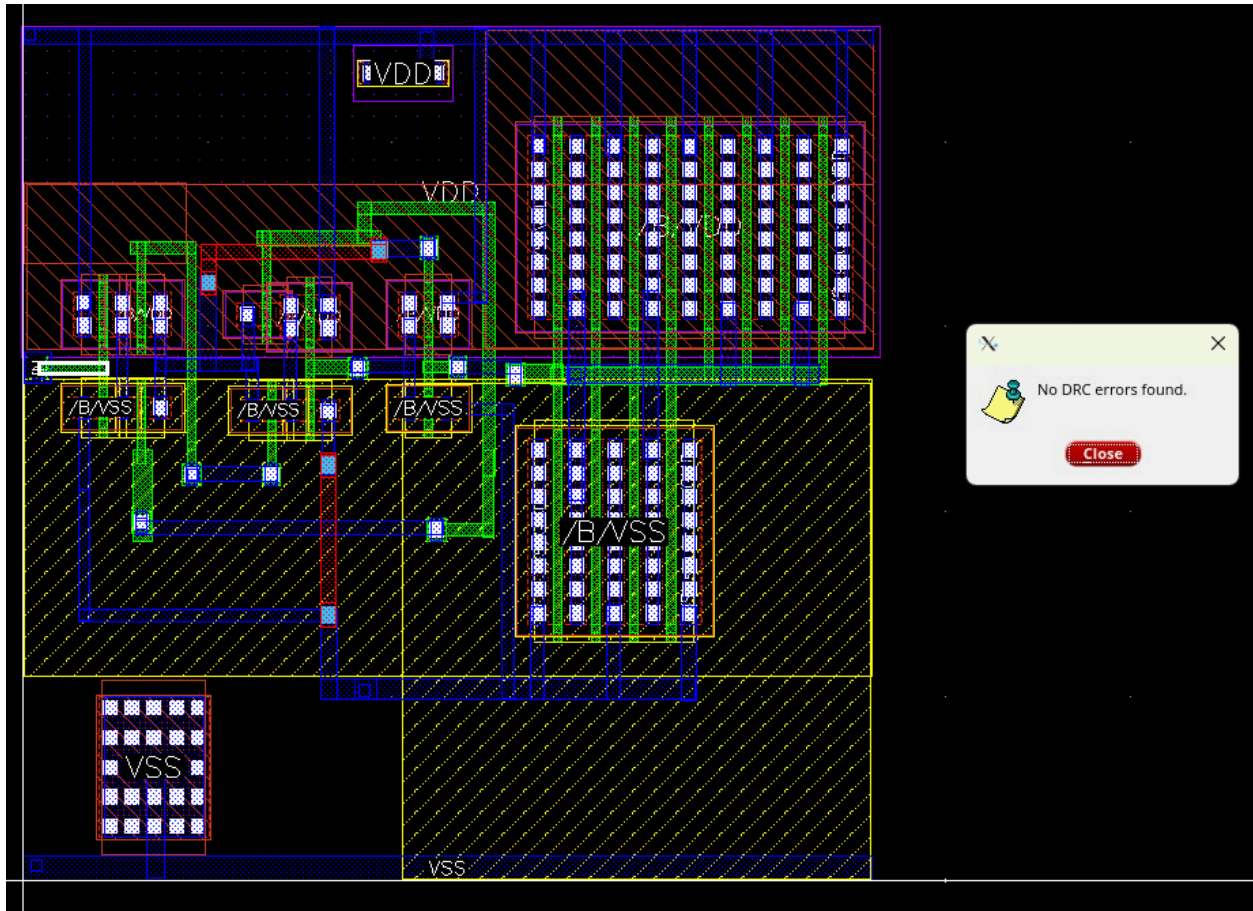 VDD
VDD
/B/VSS
/B/VSS
/B/VSS
/B/VSS
VSS
VSS
No DRC errors found.
Close